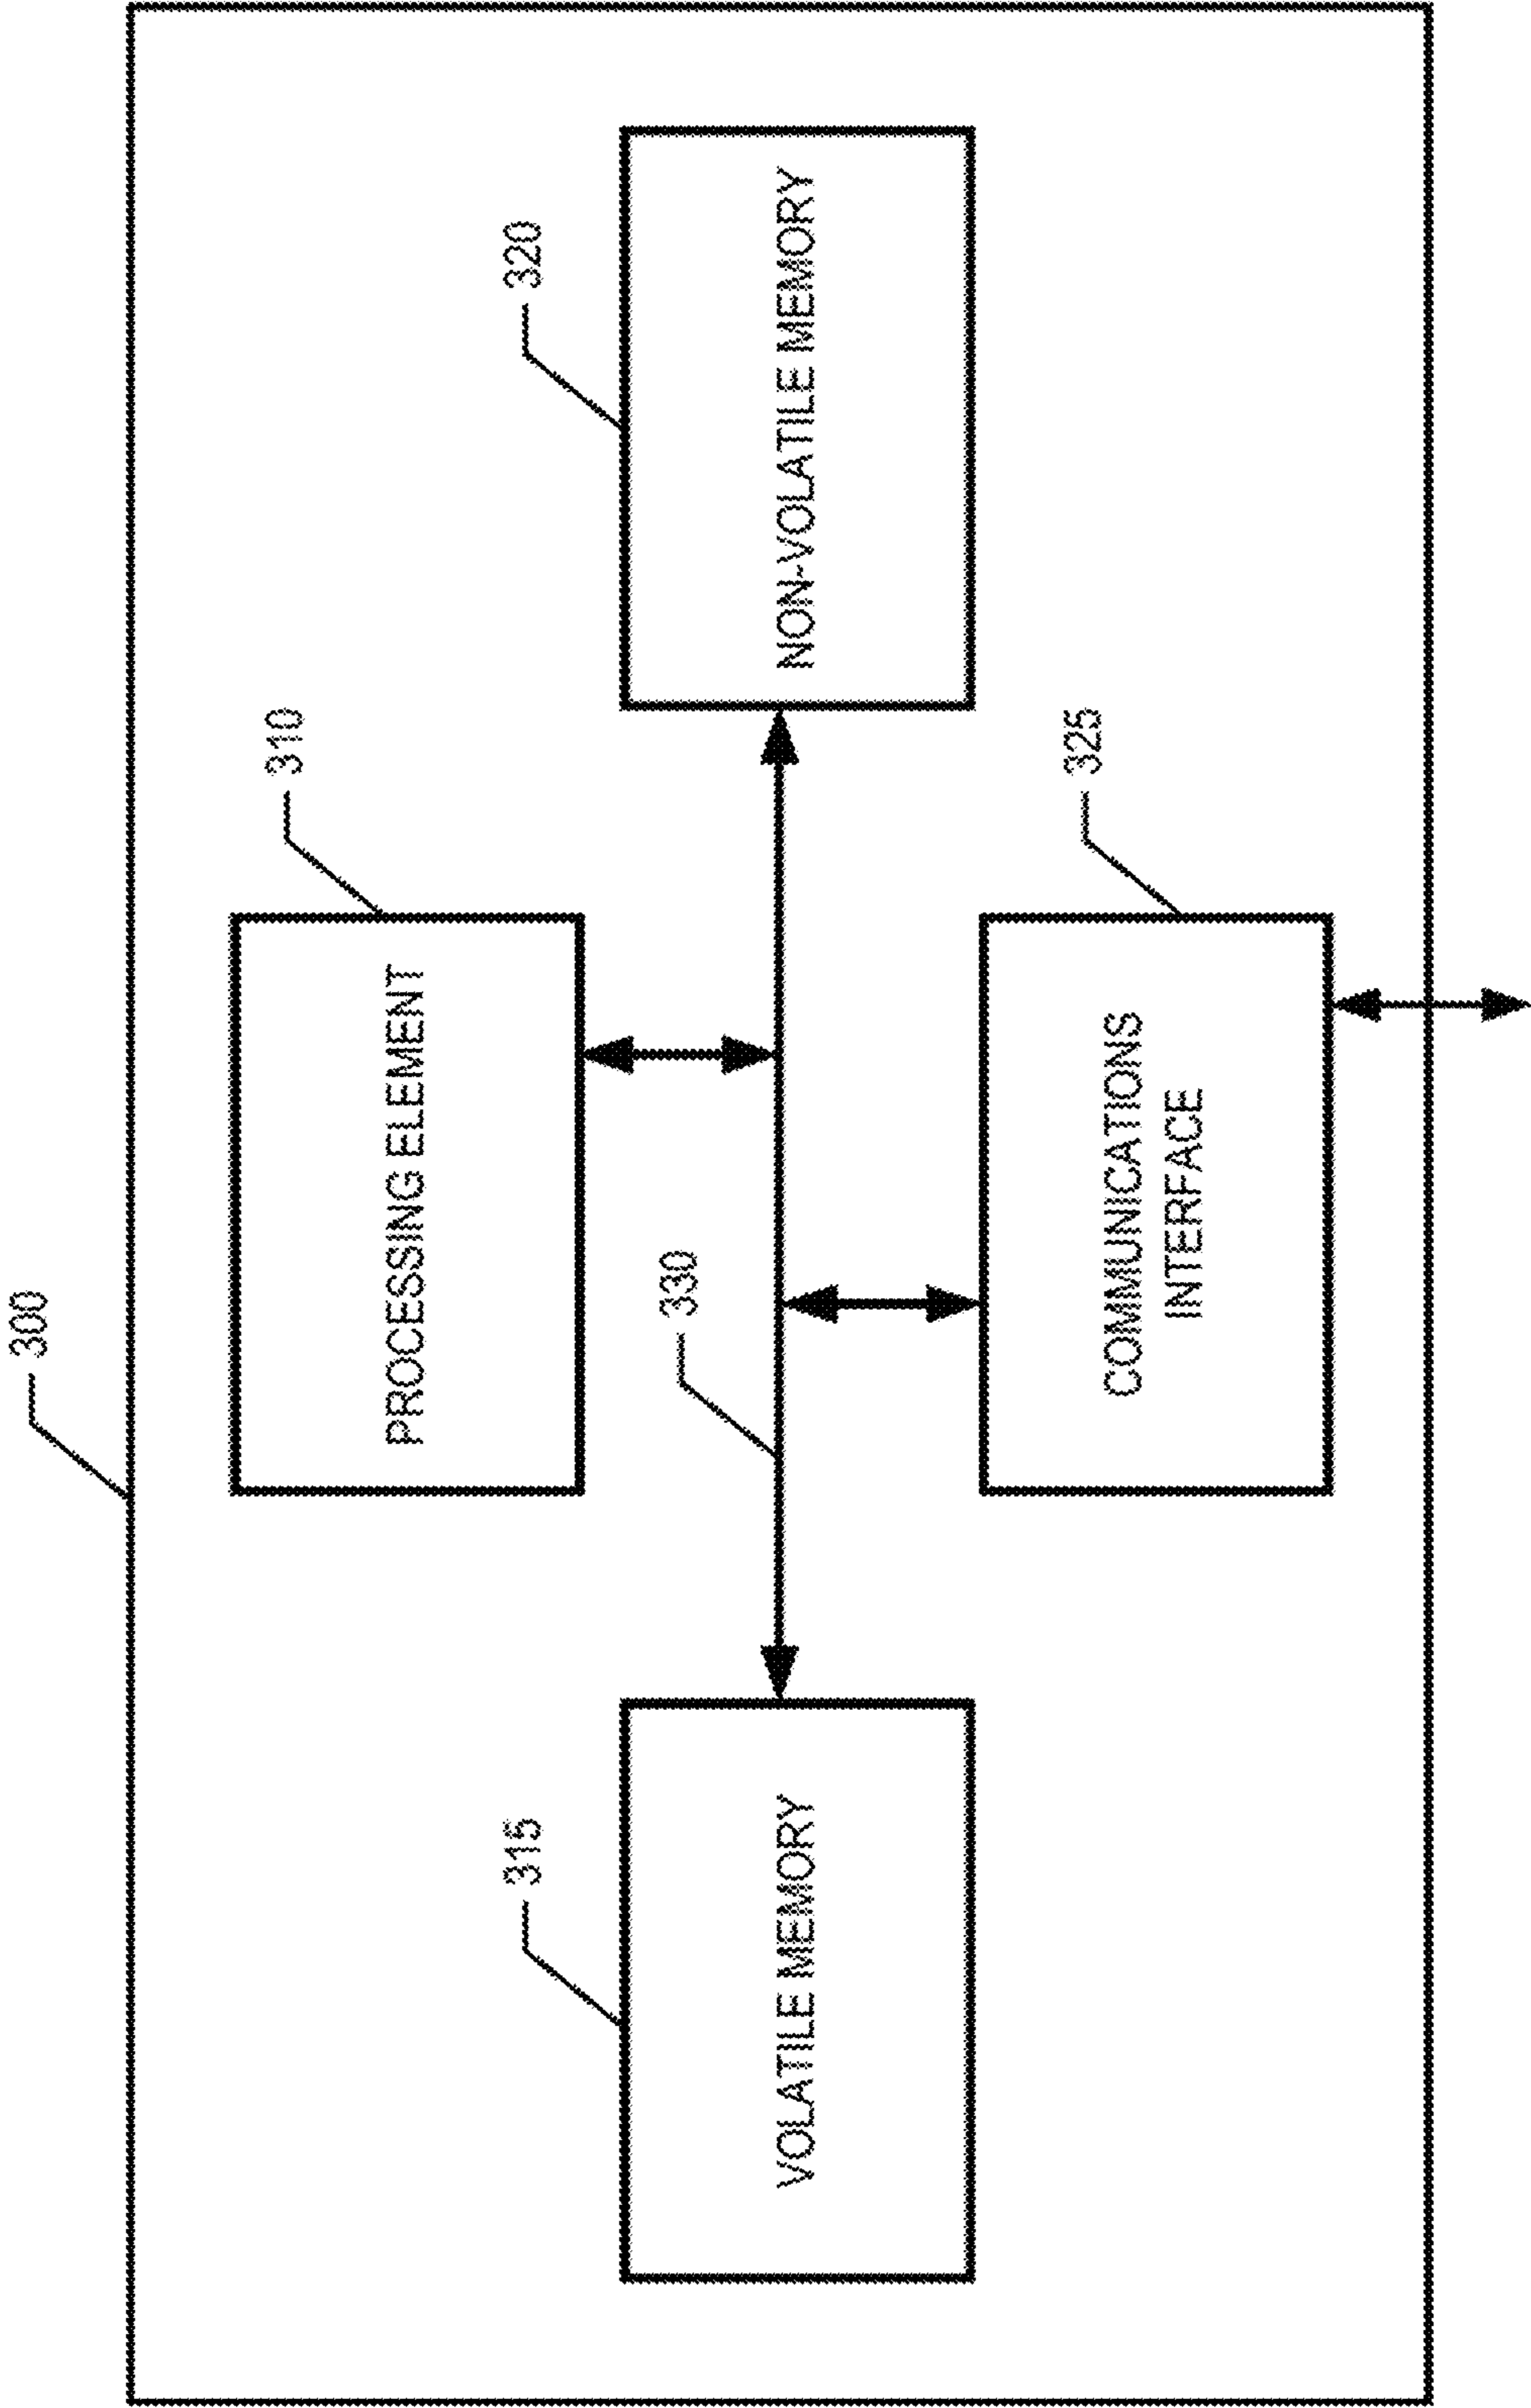 300
310
PROCESSING ELEMENT
315
VOLATILE MEMORY
330
320
NON-VOLATILE MEMORY
325
COMMUNICATIONS
INTERFACE